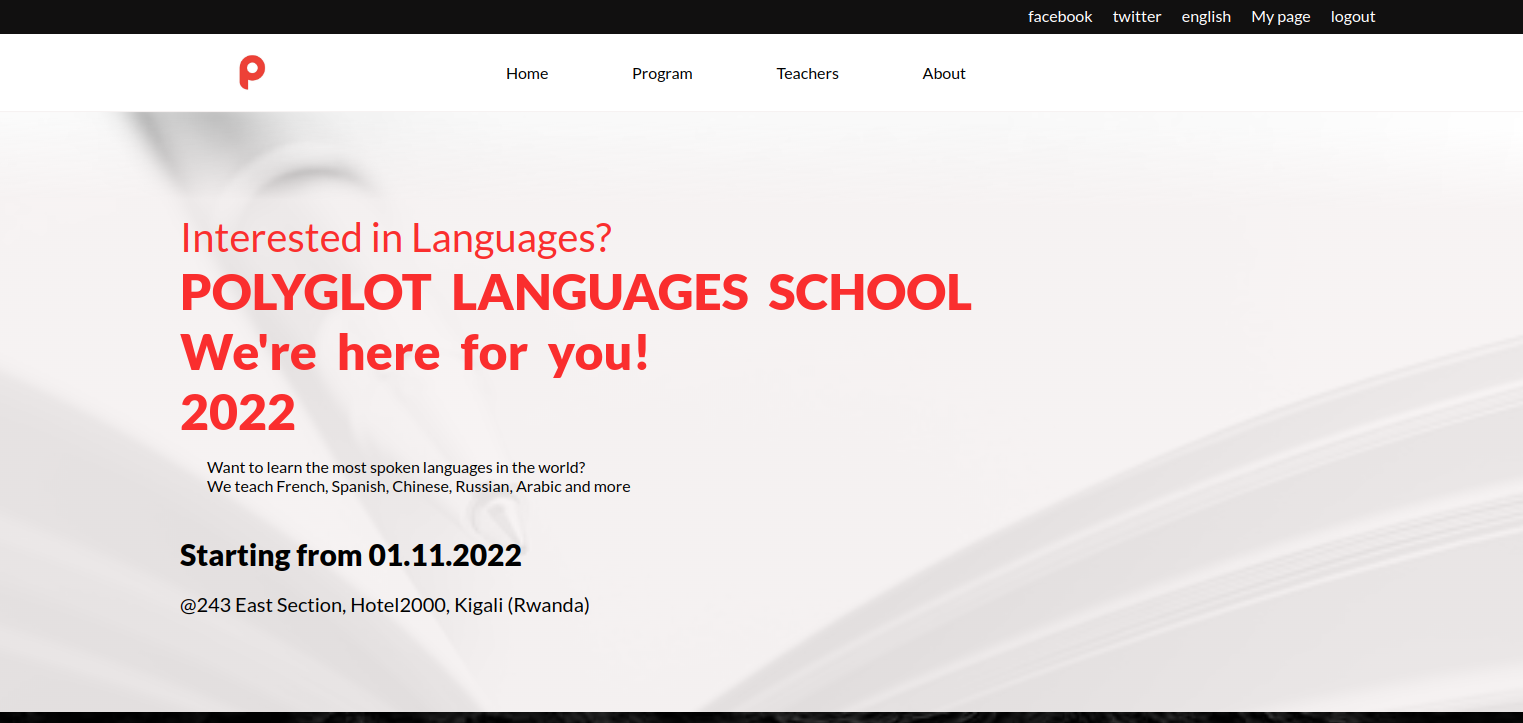 facebook twitter english My page logout
Home Program Teachers About
Interested in Languages?
POLYGLOT LANGUAGES SCHOOL
We're here for you!
2022
Want to learn the most spoken languages in the world?
We teach French, Spanish, Chinese, Russian, Arabic and more
Starting from 01.11.2022
@243 East Section, Hotel2000, Kigali (Rwanda)